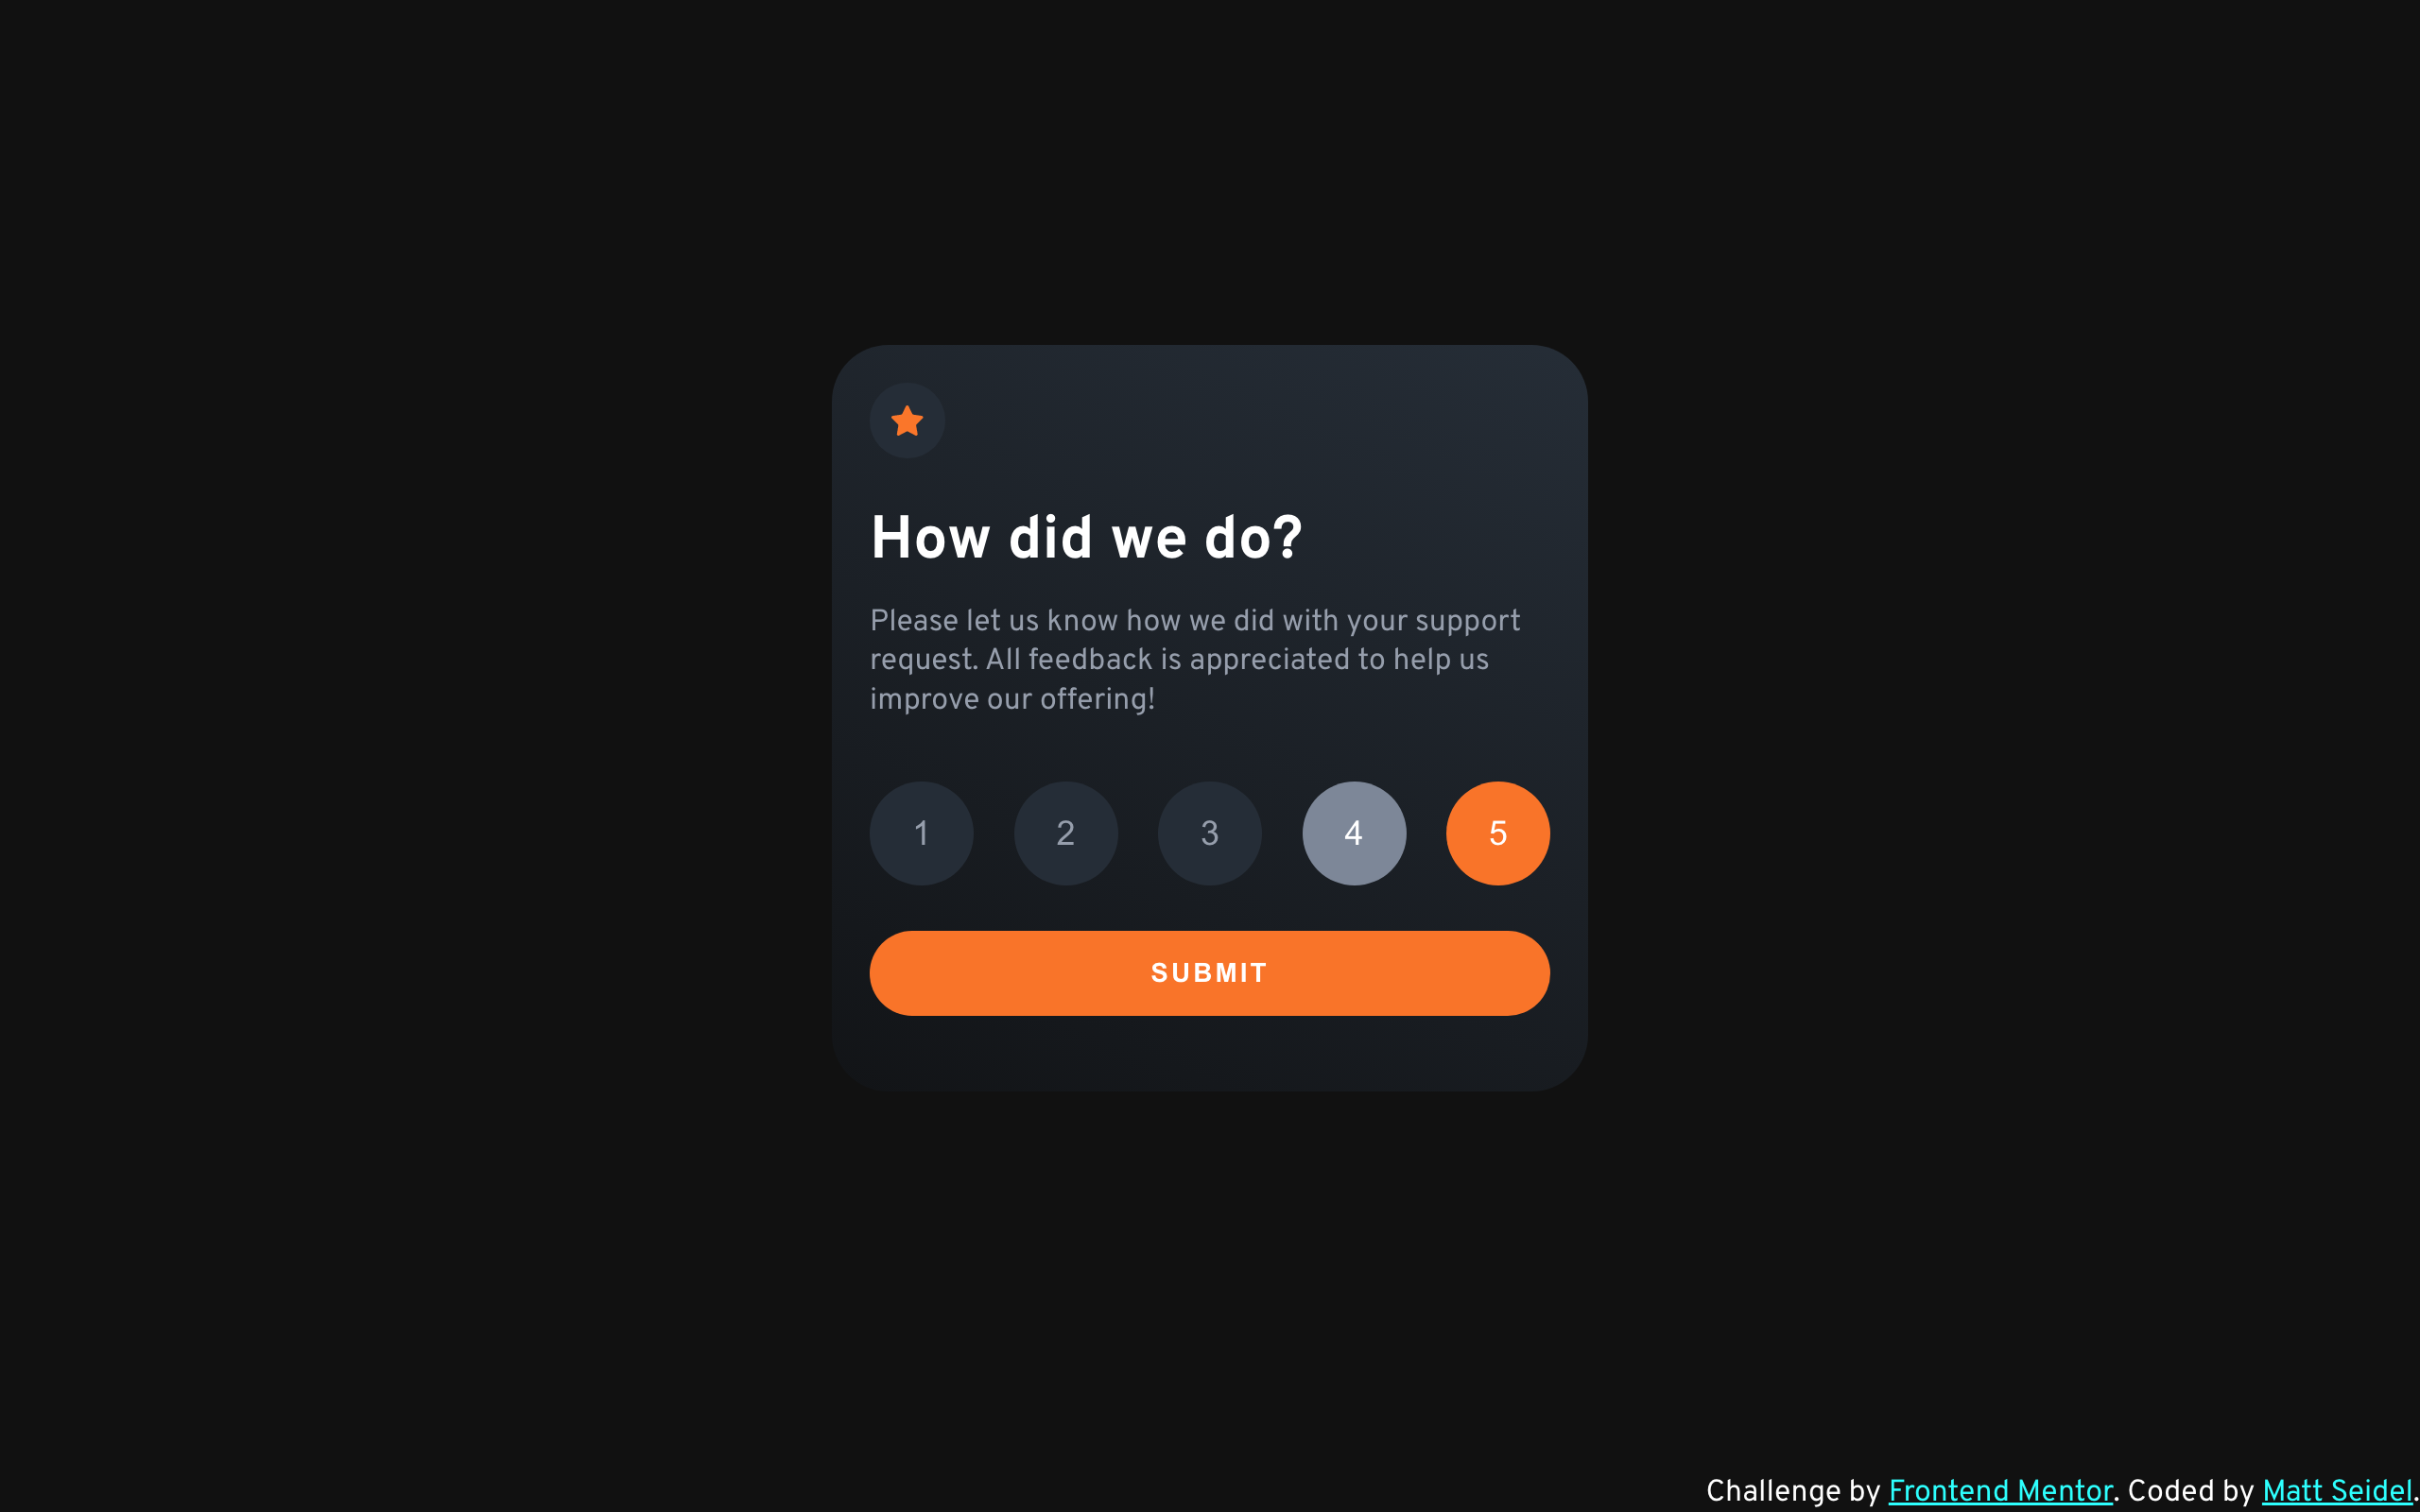 How did we do?
Please let us know how we did with your support
request. All feedback is appreciated to help us
improve our offering!
1 2 3 4 5
SUBMIT
Challenge by Frontend Mentor. Coded by Matt Seidel.